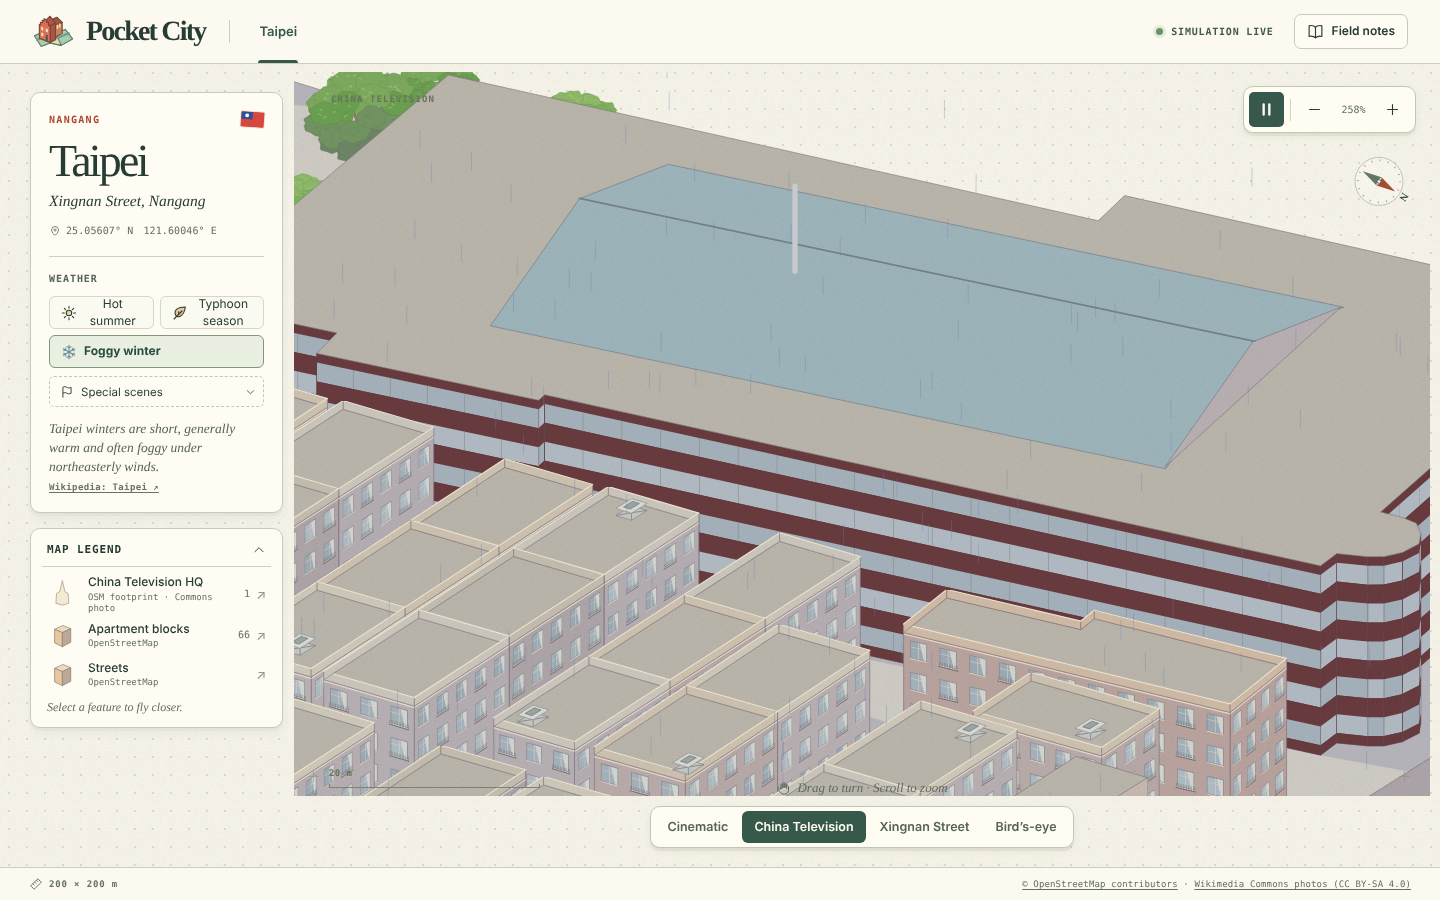 Pocket City
Taipei
SIMULATION LIVE
Field notes
NANGANG
Taipei
Xingnan Street, Nangang
25.05607° N 121.60046° E
WEATHER
Hot summer
Typhoon season
Foggy winter
Special scenes
Taipei winters are short, generally
warm and often foggy under
northeasterly winds.
Wikipedia: Taipei ↗
MAP LEGEND
China Television HQ
OSM footprint · Commons
photo
1
Apartment blocks
OpenStreetMap
66
Streets
OpenStreetMap
Select a feature to fly closer.
CHINA TELEVISION
258%
N
20 m
Drag to turn · Scroll to zoom
Cinematic
China Television
Xingnan Street
Bird's-eye
200 × 200 m
© OpenStreetMap contributors · Wikimedia Commons photos (CC BY-SA 4.0)